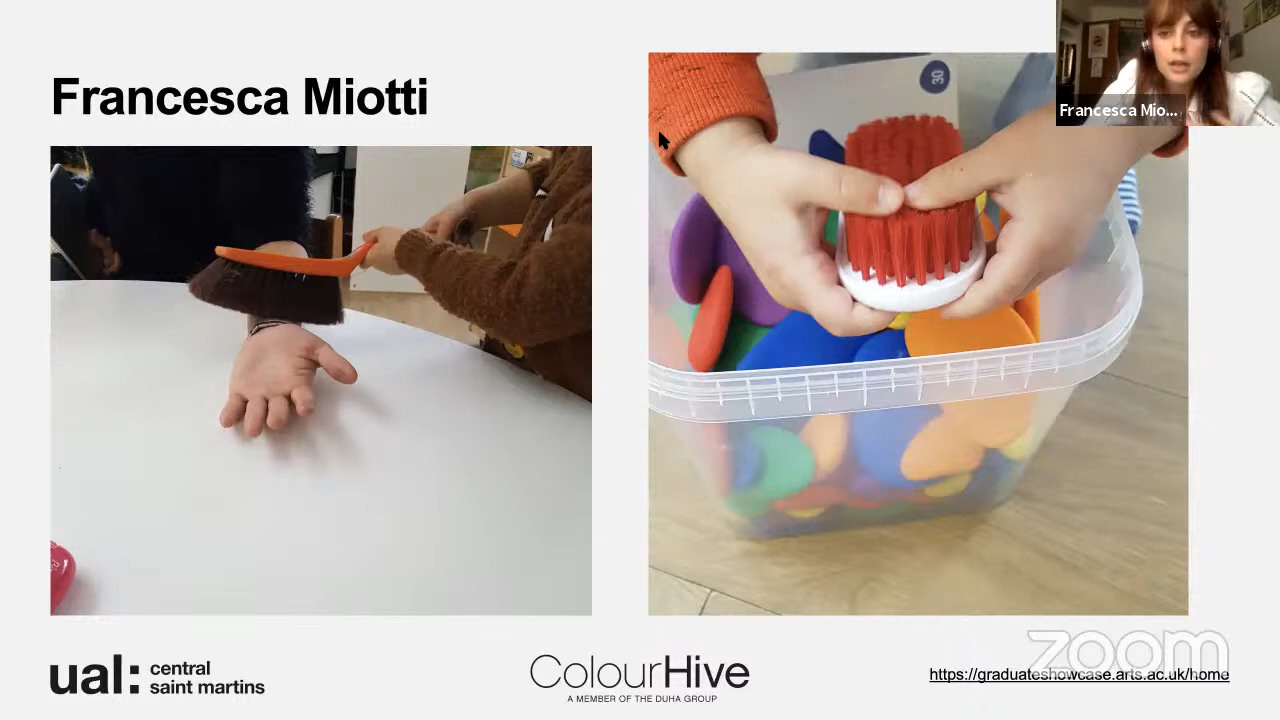 Francesca Miotti
30
Francesca Mio...
ual: central
saint martins
ColourHive
A MEMBER OF THE DUHA GROUP
zoom
https://graduateshowcase.arts.ac.uk/home